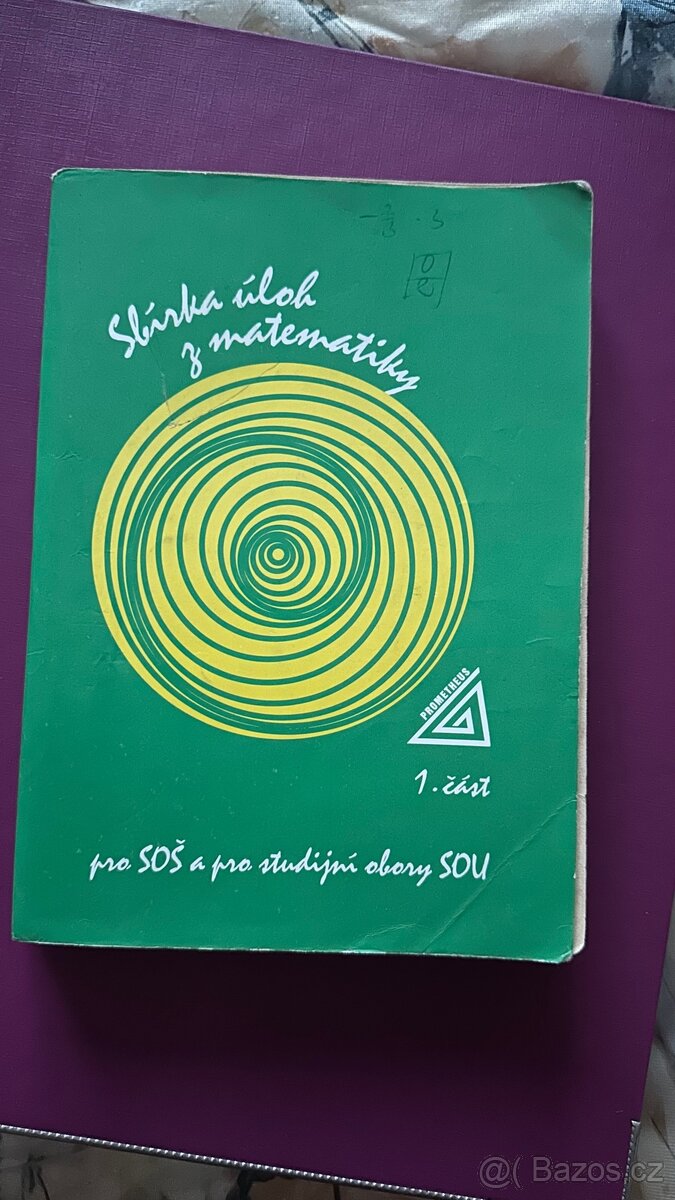 Sbírka úloh
z matematiky
PROMETHEUS
1. část
pro SOŠ a pro studijní obory SOU
@( Bazos.cz